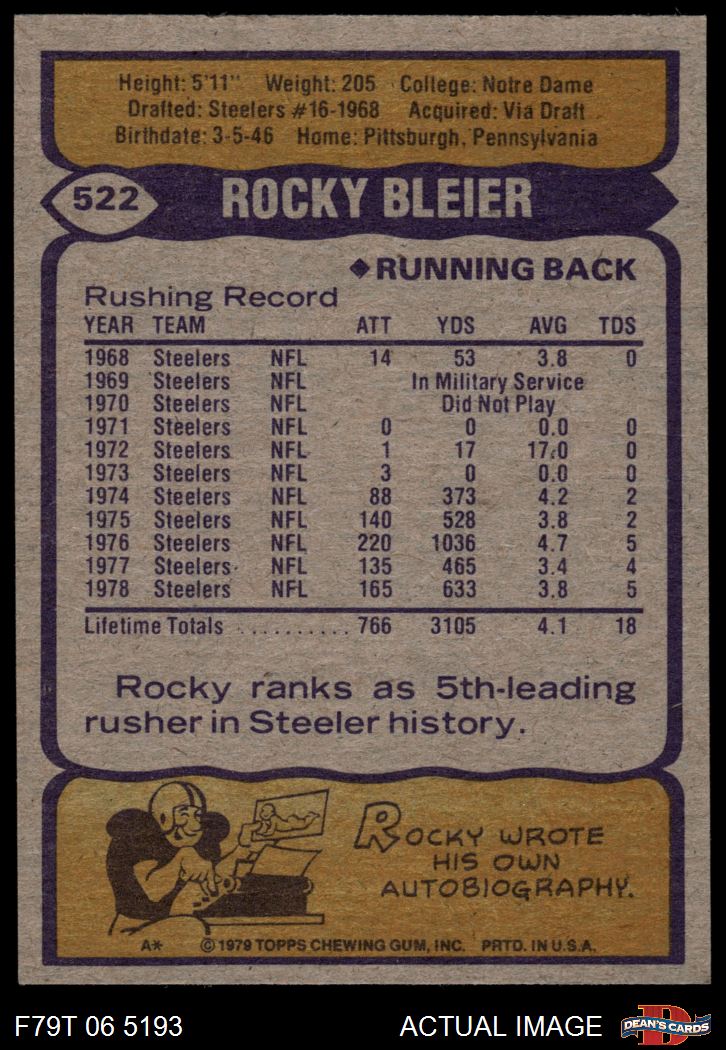 Height: 5'11" Weight: 205 College: Notre Dame
Drafted: Steelers #16-1968 Acquired: Via Draft
Birthdate: 3-5-46 Home: Pittsburgh, Pennsylvania
522 ROCKY BLEIER
◆RUNNING BACK
Rushing Record
YEAR TEAM ATT YDS AVG TDS
1968 Steelers NFL 14 53 3.8 0
1969 Steelers NFL In Military Service
1970 Steelers NFL Did Not Play
1971 Steelers NFL 0 0 0.0 0
1972 Steelers NFL 1 17 17.0 0
1973 Steelers NFL 3 0 0.0 0
1974 Steelers NFL 88 373 4.2 2
1975 Steelers NFL 140 528 3.8 2
1976 Steelers NFL 220 1036 4.7 5
1977 Steelers NFL 135 465 3.4 4
1978 Steelers NFL 165 633 3.8 5
Lifetime Totals .......... 766 3105 4.1 18
Rocky ranks as 5th-leading
rusher in Steeler history.
ROCKY WROTE
HIS OWN
AUTOBIOGRAPHY.
A* © 1979 TOPPS CHEWING GUM, INC. PRTD. IN U.S.A.
F79T 06 5193 ACTUAL IMAGE D DEAN'S CARDS